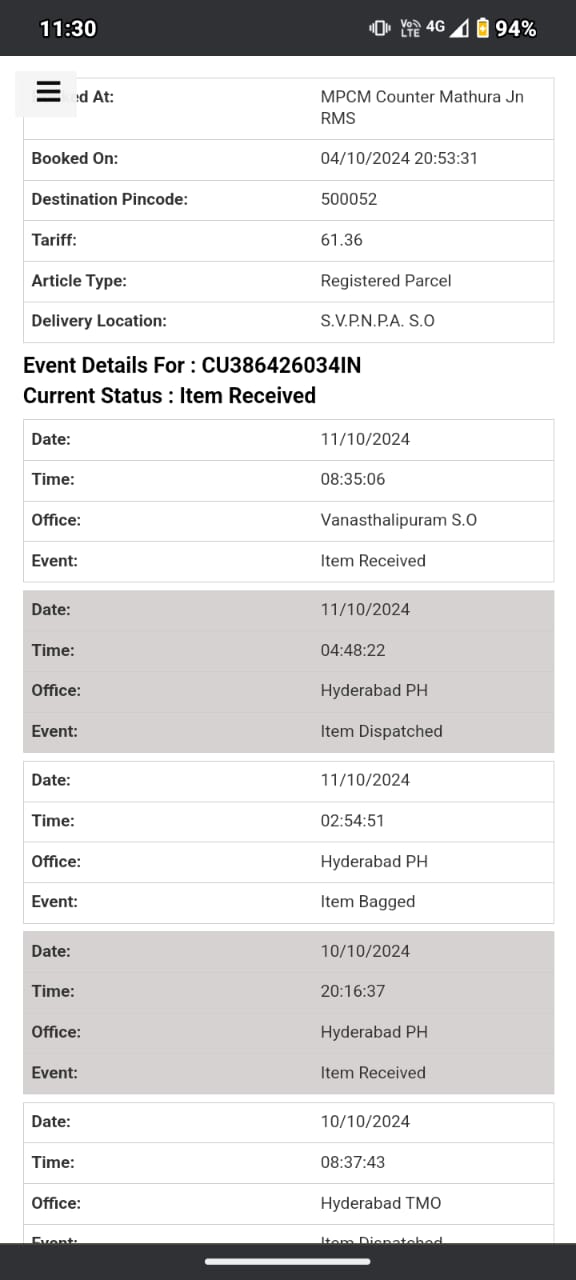 11:30 Vo) LTE 4G 94%
ed At: MPCM Counter Mathura Jn
RMS
Booked On: 04/10/2024 20:53:31
Destination Pincode: 500052
Tariff: 61.36
Article Type: Registered Parcel
Delivery Location: S.V.P.N.P.A. S.O
Event Details For : CU386426034IN
Current Status : Item Received
Date: 11/10/2024
Time: 08:35:06
Office: Vanasthalipuram S.O
Event: Item Received
Date: 11/10/2024
Time: 04:48:22
Office: Hyderabad PH
Event: Item Dispatched
Date: 11/10/2024
Time: 02:54:51
Office: Hyderabad PH
Event: Item Bagged
Date: 10/10/2024
Time: 20:16:37
Office: Hyderabad PH
Event: Item Received
Date: 10/10/2024
Time: 08:37:43
Office: Hyderabad TMO
Event: Item Dispatched